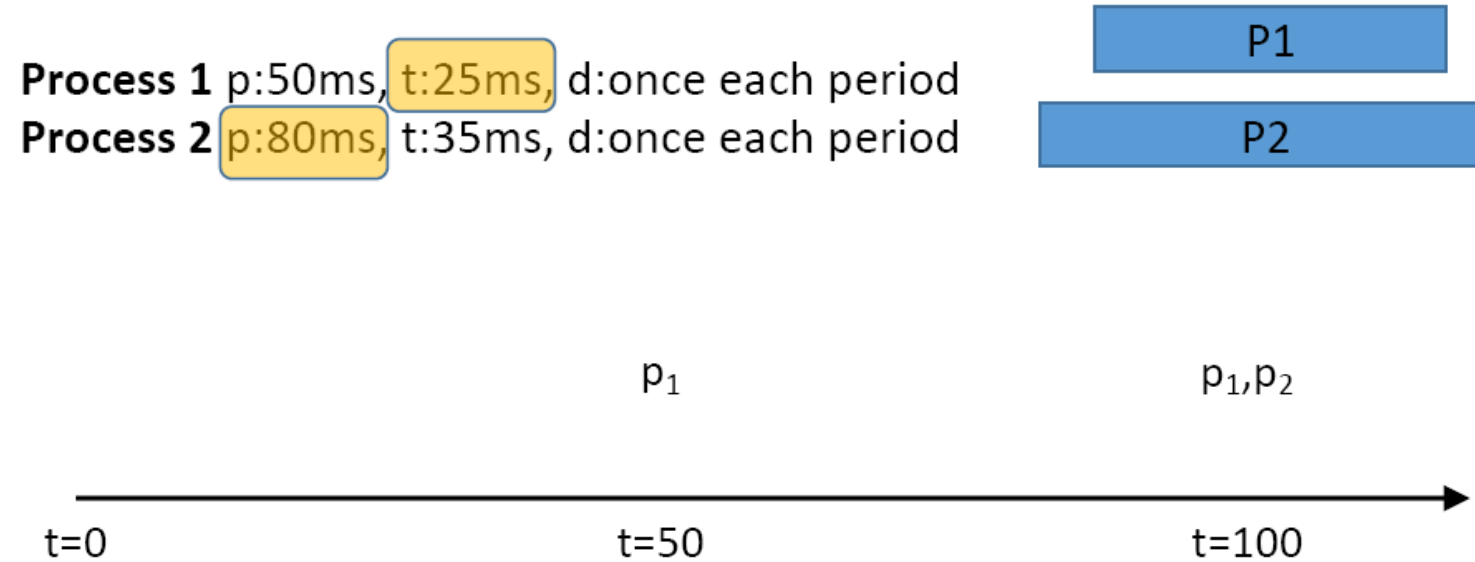 Process 1 p:50ms, t:25ms, d:once each period
Process 2 p:80ms, t:35ms, d:once each period
P1
P2
p₁
p₁,p₂
t=0
t=50
t=100